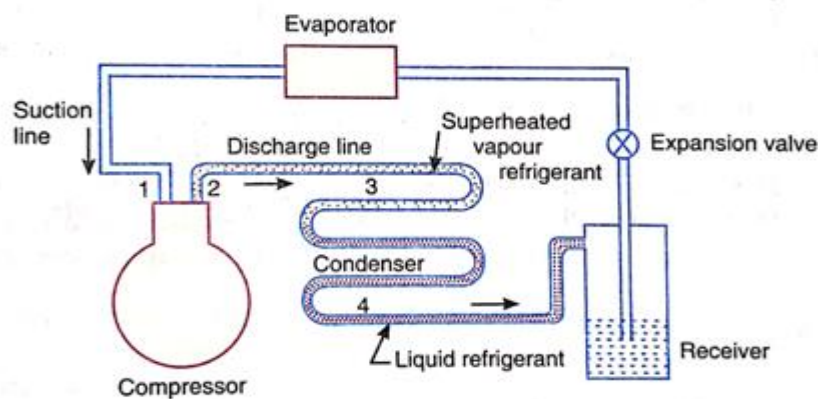 Evaporator
Suction
line
Discharge line
Superheated
vapour
refrigerant
Expansion valve
1
2
3
Condenser
4
Liquid refrigerant
Receiver
Compressor